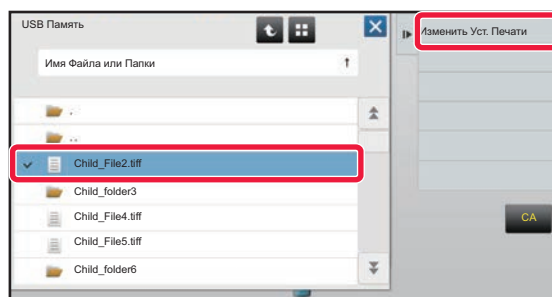 USB Память
Изменить Уст. Печати
Имя Файла или Папки
.
..
Child_File2.tiff
Child_folder3
Child_File4.tiff
CA
Child_File5.tiff
Child_folder6